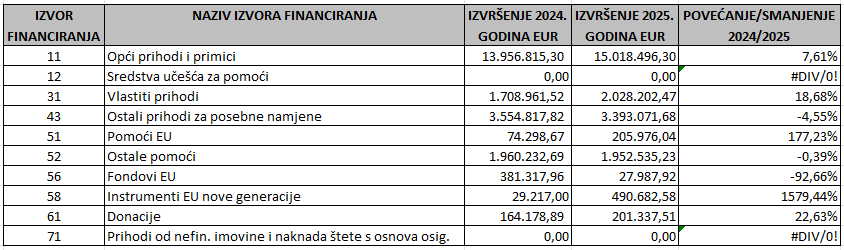 IZVOR FINANCIRANJA NAZIV IZVORA FINANCIRANJA IZVRŠENJE 2024. GODINA EUR IZVRŠENJE 2025. GODINA EUR POVEĆANJE/SMANJENJE 2024/2025
11 Opći prihodi i primici 13.956.815,30 15.018.496,30 7,61%
12 Sredstva učešća za pomoći 0,00 0,00 #DIV/0!
31 Vlastiti prihodi 1.708.961,52 2.028.202,47 18,68%
43 Ostali prihodi za posebne namjene 3.554.817,82 3.393.071,68 -4,55%
51 Pomoći EU 74.298,67 205.976,04 177,23%
52 Ostale pomoći 1.960.232,69 1.952.535,23 -0,39%
56 Fondovi EU 381.317,96 27.987,92 -92,66%
58 Instrumenti EU nove generacije 29.217,00 490.682,58 1579,44%
61 Donacije 164.178,89 201.337,51 22,63%
71 Prihodi od nefin. imovine i naknada štete s osnova osig. 0,00 0,00 #DIV/0!